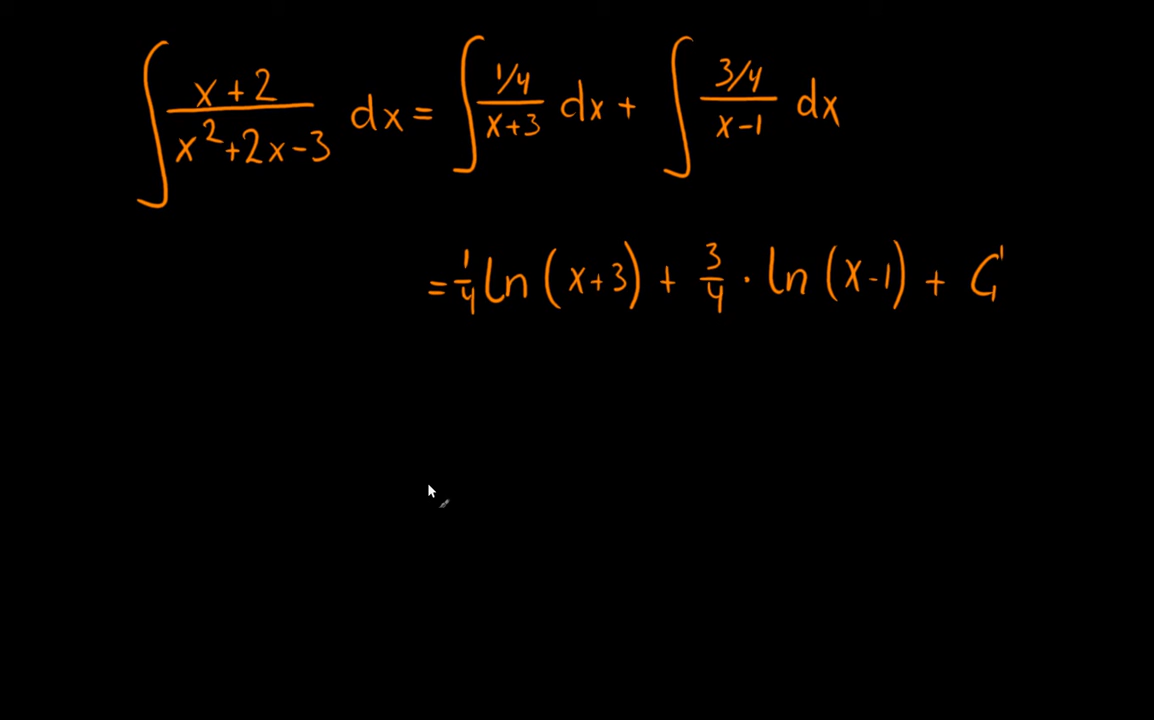 ∫ (x+2)/(x²+2x-3) dx = ∫ (1/4)/(x+3) dx + ∫ (3/4)/(x-1) dx
= 1/4 ln (x+3) + 3/4 · ln (x-1) + C